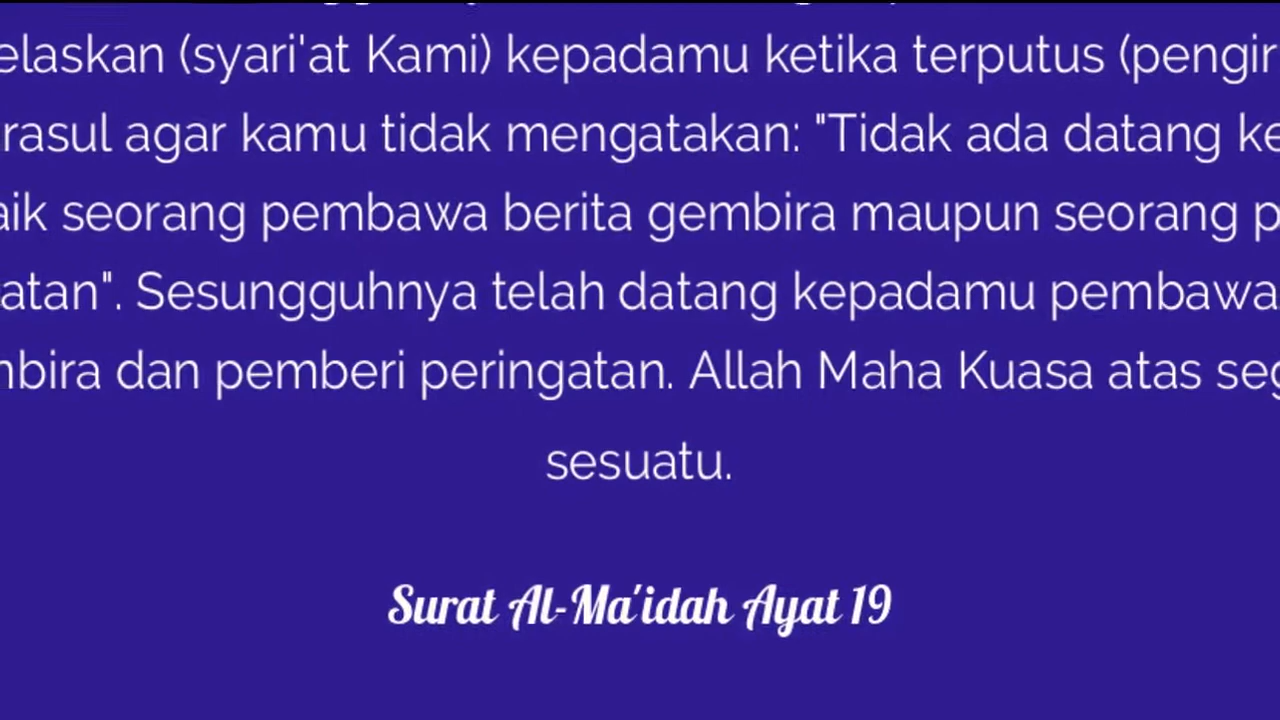 elaskan (syari'at Kami) kepadamu ketika terputus (pengir
rasul agar kamu tidak mengatakan: "Tidak ada datang ke
aik seorang pembawa berita gembira maupun seorang p
atan". Sesungguhnya telah datang kepadamu pembawa
nbira dan pemberi peringatan. Allah Maha Kuasa atas seg
sesuatu.
Surat Al-Ma'idah Ayat 19